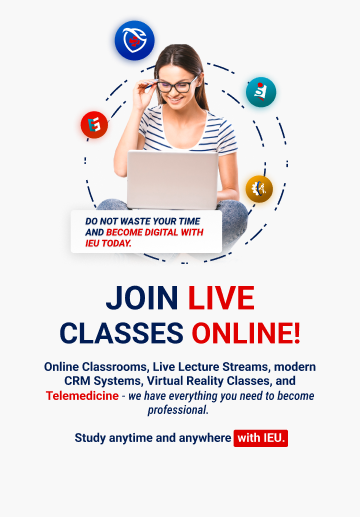 DO NOT WASTE YOUR TIME
AND BECOME DIGITAL WITH
IEU TODAY.
JOIN LIVE
CLASSES ONLINE!
Online Classrooms, Live Lecture Streams, modern
CRM Systems, Virtual Reality Classes, and
Telemedicine - we have everything you need to become
professional.
Study anytime and anywhere with IEU.